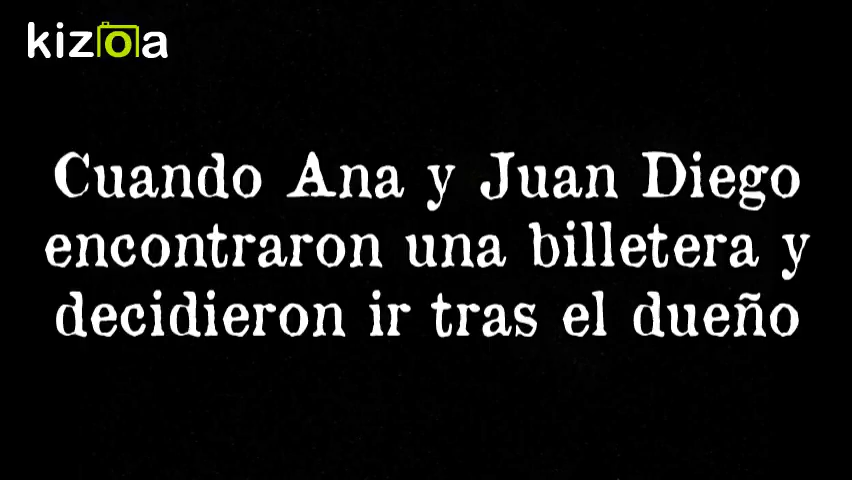 kizoa
Cuando Ana y Juan Diego
encontraron una billetera y
decidieron ir tras el dueño